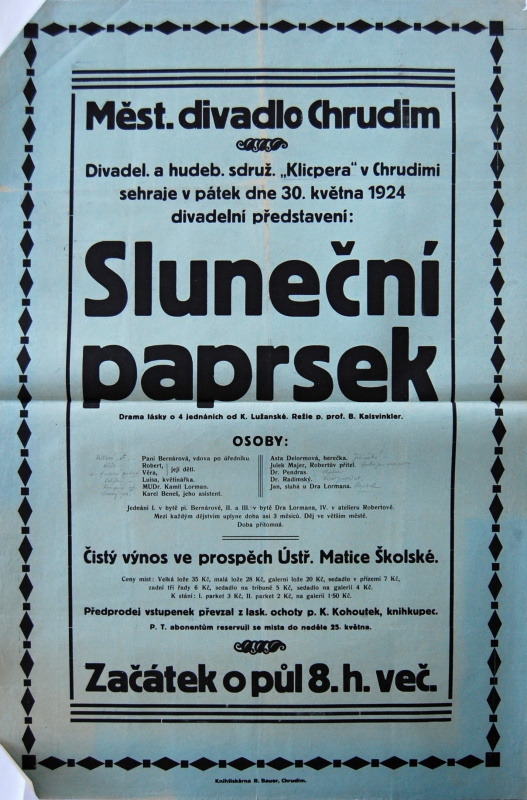 Měst. divadlo Chrudim
Divadel. a hudeb. sdruž. „Klicpera" v Chrudimi
sehraje v pátek dne 30. května 1924
divadelní představení:
Sluneční
paprsek
Drama lásky o 4 jednáních od K. Lužanské. Režie p. prof. B. Kaisvinkler.
OSOBY:
Paní Bernárová, vdova po úředníku
Robert,
Věra,
její děti.
Luisa, květinářka.
MUDr. Kamil Lorman.
Karel Beneš, jeho asistent.
Asta Delormová, herečka.
Julek Majer, Robertův přítel.
Dr. Pendras.
Dr. Radimský.
Jan, sluha u Dra Lormana.
Jednání I. v bytě pí. Bernárové, II. a III. v bytě Dra Lormana, IV. v atelieru Robertově.
Mezi každým dějstvím uplyne doba asi 3 měsíců. Děj ve větším městě.
Doba přítomná.
Čistý výnos ve prospěch Ústř. Matice Školské.
Ceny míst: Velká lože 35 Kč, malá lože 28 Kč, galerní lože 20 Kč, sedadlo v přízemí 7 Kč,
zadní tři řady 6 Kč, sedadlo na tribuně 5 Kč, sedadlo na galerii 4 Kč.
K stání: I. parket 3 Kč, II. parket 2 Kč, na galerii 1·50 Kč.
Předprodej vstupenek převzal z lask. ochoty p. K. Kohoutek, knihkupec.
P. T. abonentům reservují se místa do neděle 25. května.
Začátek o půl 8. h. več.
Knihtiskárna R. Bauer, Chrudim.